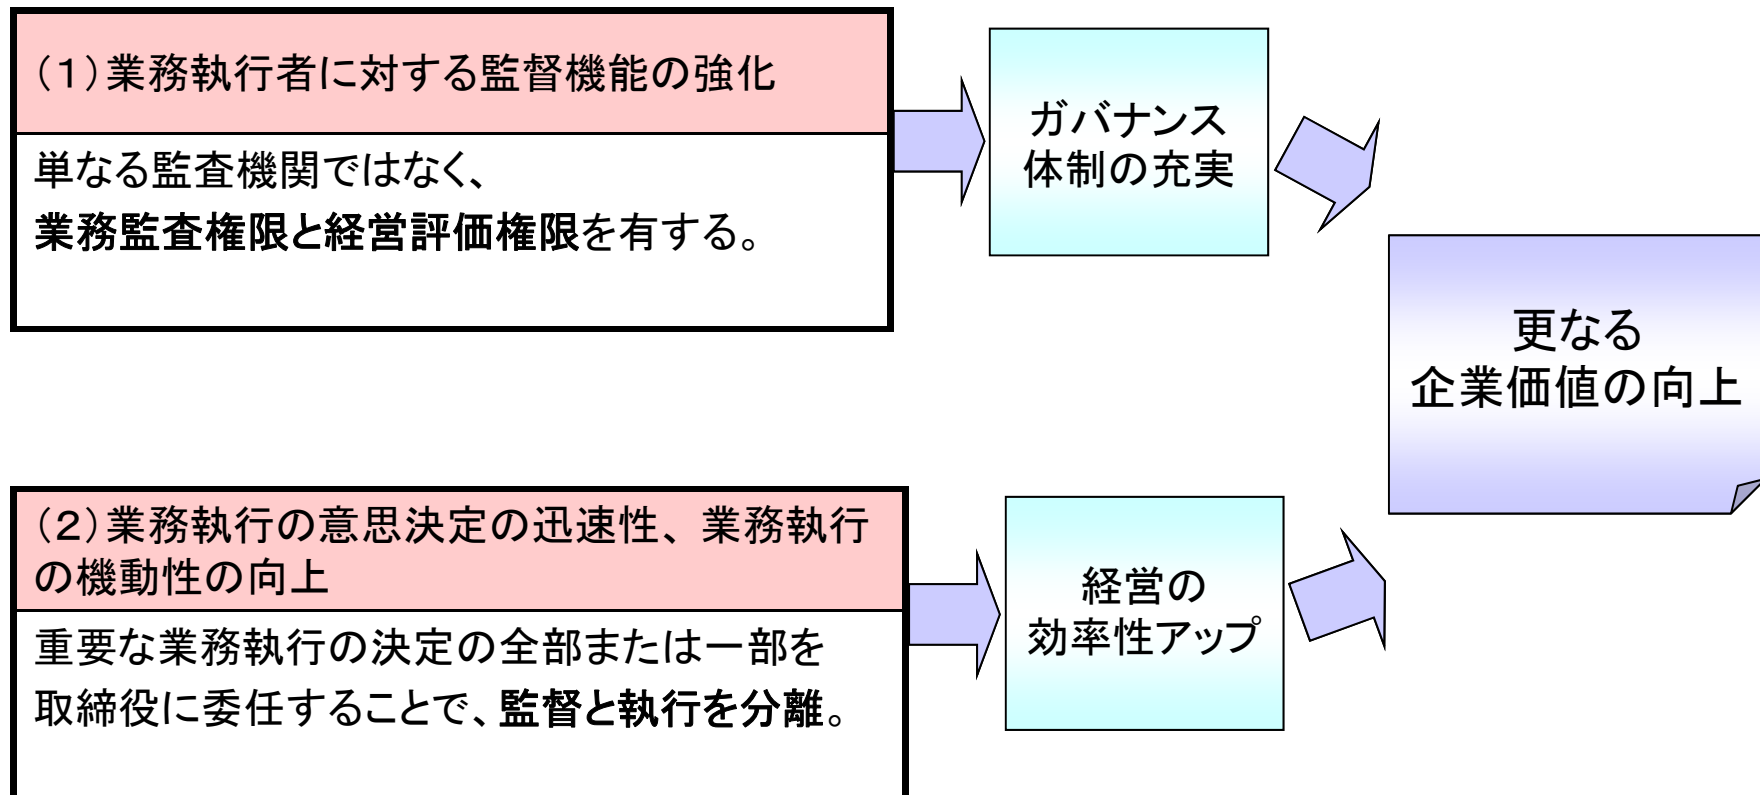 （１）業務執行者に対する監督機能の強化
単なる監査機関ではなく、
業務監査権限と経営評価権限を有する。
ガバナンス
体制の充実
（２）業務執行の意思決定の迅速性、業務執行
の機動性の向上
重要な業務執行の決定の全部または一部を
取締役に委任することで、監督と執行を分離。
経営の
効率性アップ
更なる
企業価値の向上